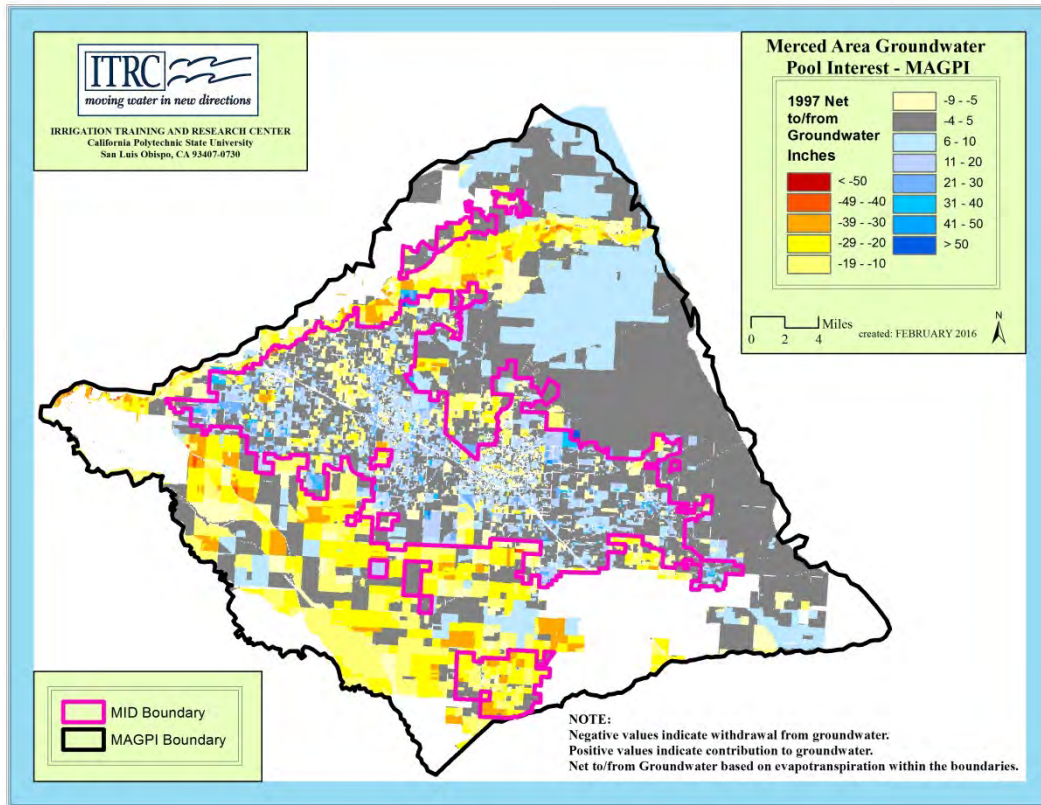 ITRC
moving water in new directions
IRRIGATION TRAINING AND RESEARCH CENTER
California Polytechnic State University
San Luis Obispo, CA 93407-0730
Merced Area Groundwater
Pool Interest - MAGPI
1997 Net
to/from
Groundwater
Inches
< -50
-49 - -40
-39 - -30
-29 - -20
-19 - -10
-9 - -5
-4 - 5
6 - 10
11 - 20
21 - 30
31 - 40
41 - 50
> 50
Miles
0 2 4
created: FEBRUARY 2016
N
MID Boundary
MAGPI Boundary
NOTE:
Negative values indicate withdrawal from groundwater.
Positive values indicate contribution to groundwater.
Net to/from Groundwater based on evapotranspiration within the boundaries.